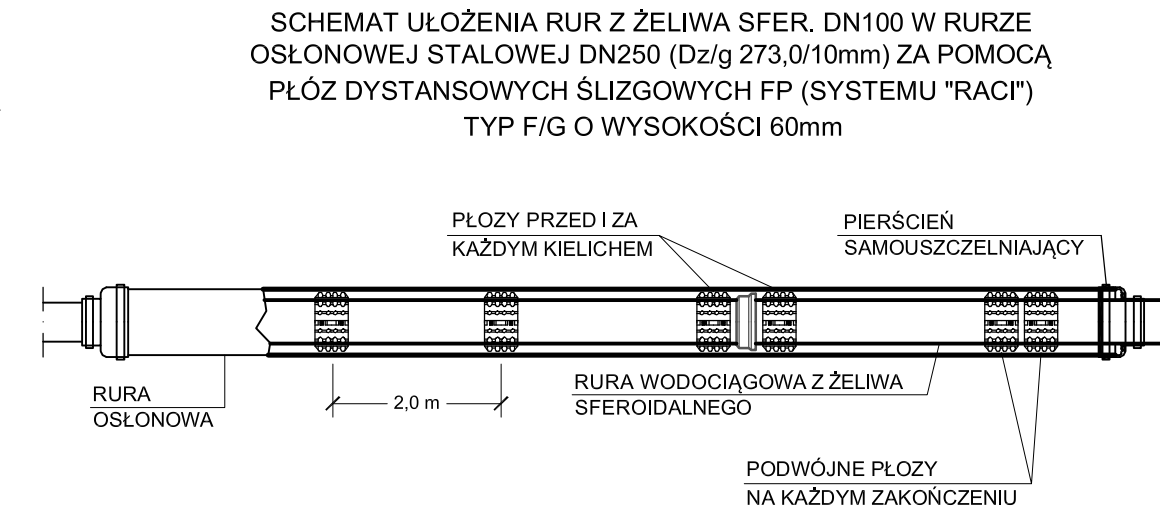 SCHEMAT UŁOŻENIA RUR Z ŻELIWA SFER. DN100 W RURZE
OSŁONOWEJ STALOWEJ DN250 (Dz/g 273,0/10mm) ZA POMOCĄ
PŁÓZ DYSTANSOWYCH ŚLIZGOWYCH FP (SYSTEMU "RACI")
TYP F/G O WYSOKOŚCI 60mm
PŁOZY PRZED I ZA
KAŻDYM KIELICHEM
PIERŚCIEŃ
SAMOUSZCZELNIAJĄCY
RURA
OSŁONOWA
2,0 m
RURA WODOCIĄGOWA Z ŻELIWA
SFEROIDALNEGO
PODWÓJNE PŁOZY
NA KAŻDYM ZAKOŃCZENIU